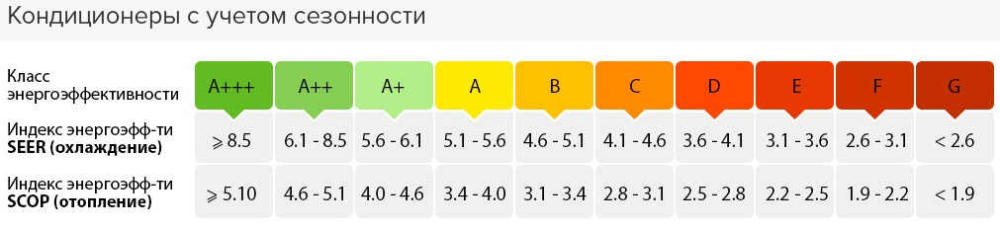 Кондиционеры с учетом сезонности
Класс
энергоэффективности
A+++ A++ A+ A B C D E F G
Индекс энергоэфф-ти
SEER (охлаждение)
⩾ 8.5 6.1 - 8.5 5.6 - 6.1 5.1 - 5.6 4.6 - 5.1 4.1 - 4.6 3.6 - 4.1 3.1 - 3.6 2.6 - 3.1 < 2.6
Индекс энергоэфф-ти
SCOP (отопление)
⩾ 5.10 4.6 - 5.1 4.0 - 4.6 3.4 - 4.0 3.1 - 3.4 2.8 - 3.1 2.5 - 2.8 2.2 - 2.5 1.9 - 2.2 < 1.9